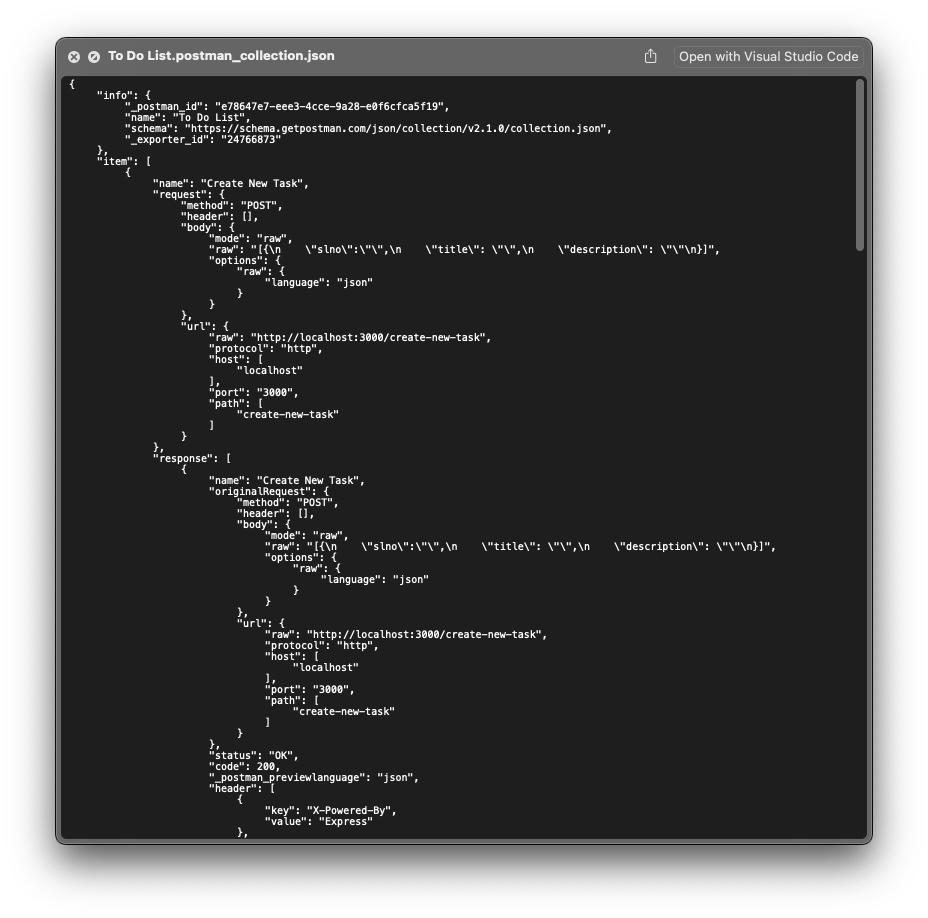 To Do List.postman_collection.json
Open with Visual Studio Code
{
    "info": {
        "_postman_id": "e78647e7-eee3-4cce-9a28-e0f6cfca5f19",
        "name": "To Do List",
        "schema": "https://schema.getpostman.com/json/collection/v2.1.0/collection.json",
        "_exporter_id": "24766873"
    },
    "item": [
        {
            "name": "Create New Task",
            "request": {
                "method": "POST",
                "header": [],
                "body": {
                    "mode": "raw",
                    "raw": "[{\n    \"slno\":\"\",\n    \"title\": \"\",\n    \"description\": \"\"\n}]",
                    "options": {
                        "raw": {
                            "language": "json"
                        }
                    }
                },
                "url": {
                    "raw": "http://localhost:3000/create-new-task",
                    "protocol": "http",
                    "host": [
                        "localhost"
                    ],
                    "port": "3000",
                    "path": [
                        "create-new-task"
                    ]
                }
            },
            "response": [
                {
                    "name": "Create New Task",
                    "originalRequest": {
                        "method": "POST",
                        "header": [],
                        "body": {
                            "mode": "raw",
                            "raw": "[{\n    \"slno\":\"\",\n    \"title\": \"\",\n    \"description\": \"\"\n}]",
                            "options": {
                                "raw": {
                                    "language": "json"
                                }
                            }
                        },
                        "url": {
                            "raw": "http://localhost:3000/create-new-task",
                            "protocol": "http",
                            "host": [
                                "localhost"
                            ],
                            "port": "3000",
                            "path": [
                                "create-new-task"
                            ]
                        }
                    },
                    "status": "OK",
                    "code": 200,
                    "_postman_previewlanguage": "json",
                    "header": [
                        {
                            "key": "X-Powered-By",
                            "value": "Express"
                        },